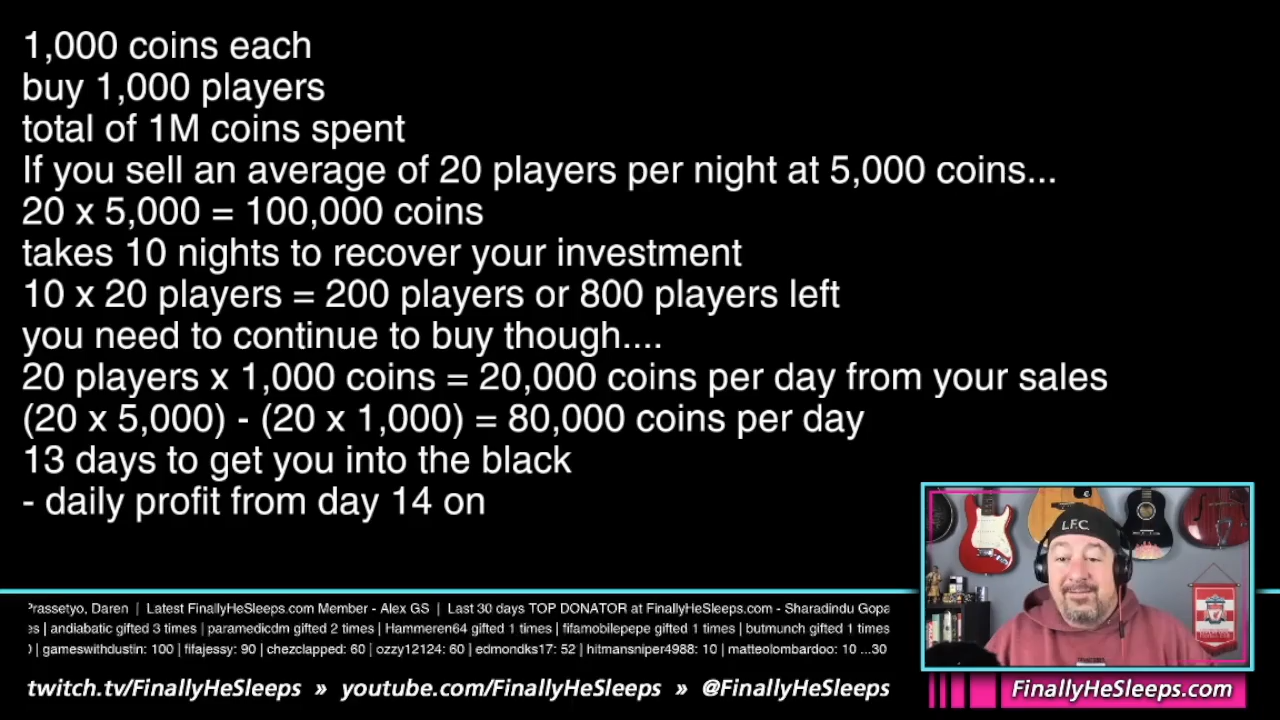 1,000 coins each
buy 1,000 players
total of 1M coins spent
If you sell an average of 20 players per night at 5,000 coins...
20 x 5,000 = 100,000 coins
takes 10 nights to recover your investment
10 x 20 players = 200 players or 800 players left
you need to continue to buy though....
20 players x 1,000 coins = 20,000 coins per day from your sales
(20 x 5,000) - (20 x 1,000) = 80,000 coins per day
13 days to get you into the black
- daily profit from day 14 on
L.F.C.
Prassetyo, Daren | Latest FinallyHeSleeps.com Member - Alex GS | Last 30 days TOP DONATOR at FinallyHeSleeps.com - Sharadindu Gopa
es | andiabatic gifted 3 times | paramedicdm gifted 2 times | Hammeren64 gifted 1 times | fifamobilepepe gifted 1 times | butmunch gifted 1 times
) | gameswithdustin: 100 | fifajessy: 90 | chezclapped: 60 | ozzy12124: 60 | edmondks17: 52 | hitmansniper4988: 10 | matteolombardoo: 10 ...30
twitch.tv/FinallyHeSleeps » youtube.com/FinallyHeSleeps » @FinallyHeSleeps
FinallyHeSleeps.com